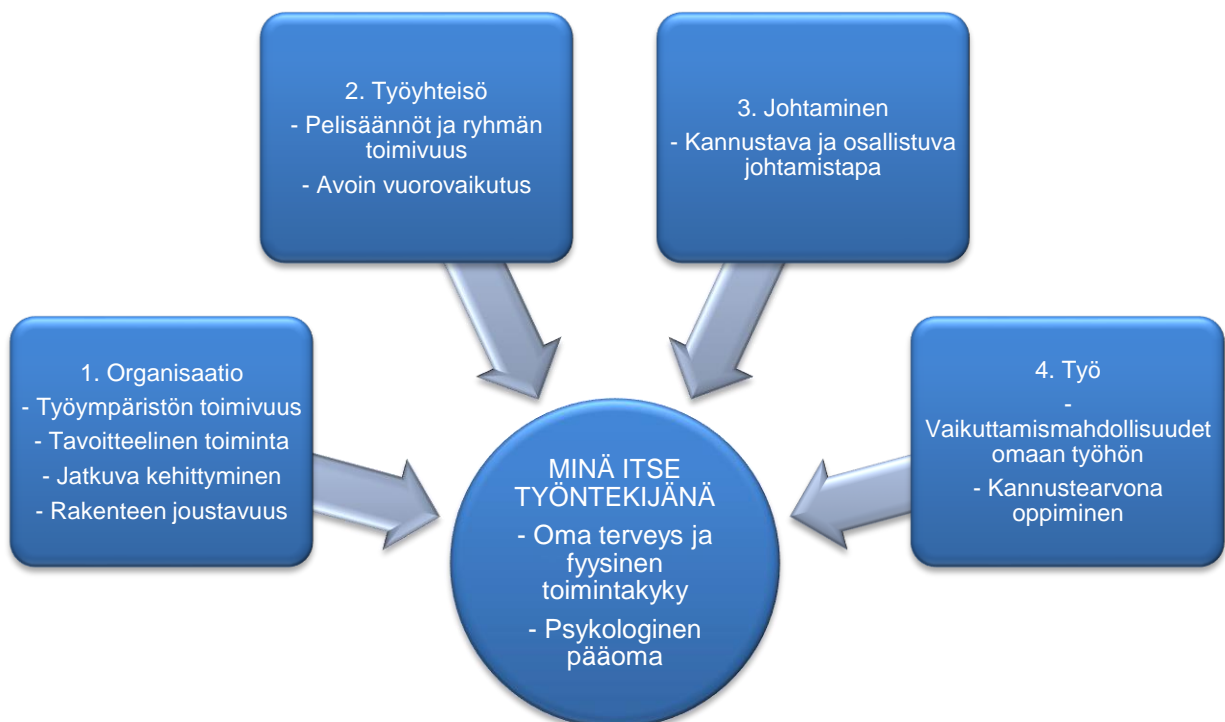 1. Organisaatio
- Työympäristön toimivuus
- Tavoitteelinen toiminta
- Jatkuva kehittyminen
- Rakenteen joustavuus
2. Työyhteisö
- Pelisäännöt ja ryhmän
toimivuus
- Avoin vuorovaikutus
3. Johtaminen
- Kannustava ja osallistuva
johtamistapa
4. Työ
-
Vaikuttamismahdollisuudet
omaan työhön
- Kannustearvona
oppiminen
MINÄ ITSE
TYÖNTEKIJÄNÄ
- Oma terveys ja
fyysinen
toimintakyky
- Psykologinen
pääoma